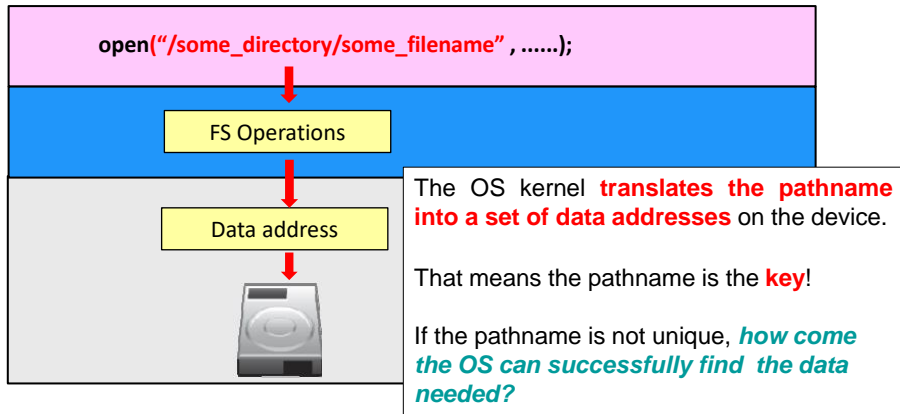 open(“/some_directory/some_filename” , ......);
FS Operations
Data address
The OS kernel translates the pathname
into a set of data addresses on the device.
That means the pathname is the key!
If the pathname is not unique, how come
the OS can successfully find the data
needed?